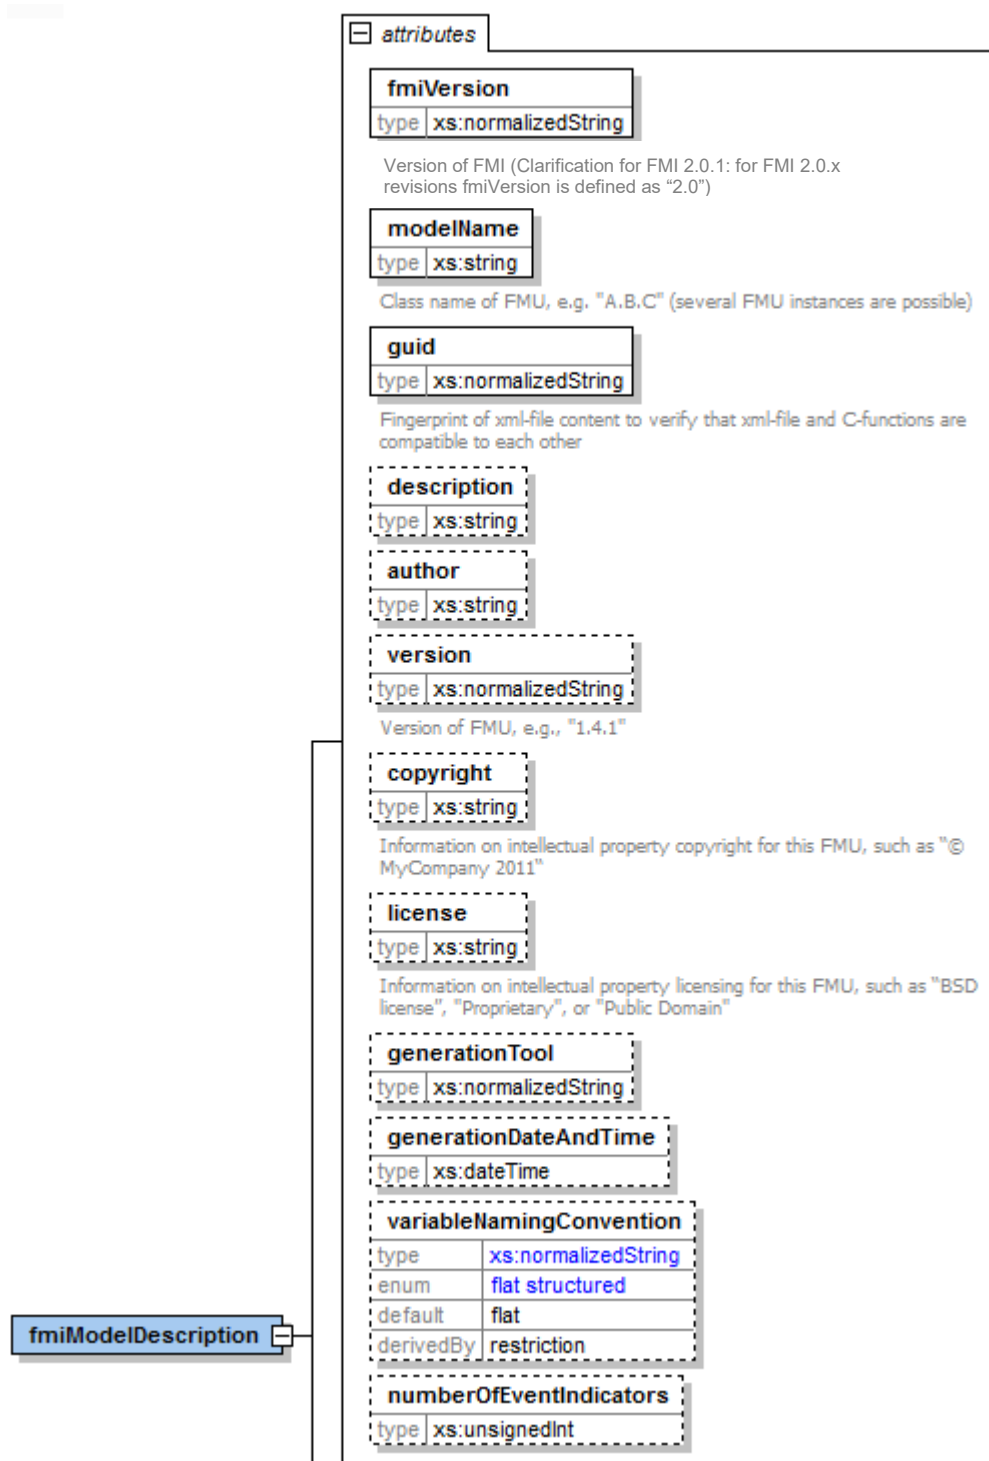 attributes
fmiVersion
type xs:normalizedString
Version of FMI (Clarification for FMI 2.0.1: for FMI 2.0.x
revisions fmiVersion is defined as “2.0”)
modelName
type xs:string
Class name of FMU, e.g. "A.B.C" (several FMU instances are possible)
guid
type xs:normalizedString
Fingerprint of xml-file content to verify that xml-file and C-functions are
compatible to each other
description
type xs:string
author
type xs:string
version
type xs:normalizedString
Version of FMU, e.g., "1.4.1"
copyright
type xs:string
Information on intellectual property copyright for this FMU, such as “©
MyCompany 2011“
license
type xs:string
Information on intellectual property licensing for this FMU, such as “BSD
license”, "Proprietary", or "Public Domain"
generationTool
type xs:normalizedString
generationDateAndTime
type xs:dateTime
variableNamingConvention
type xs:normalizedString
enum flat structured
default flat
derivedBy restriction
fmiModelDescription
numberOfEventIndicators
type xs:unsignedInt